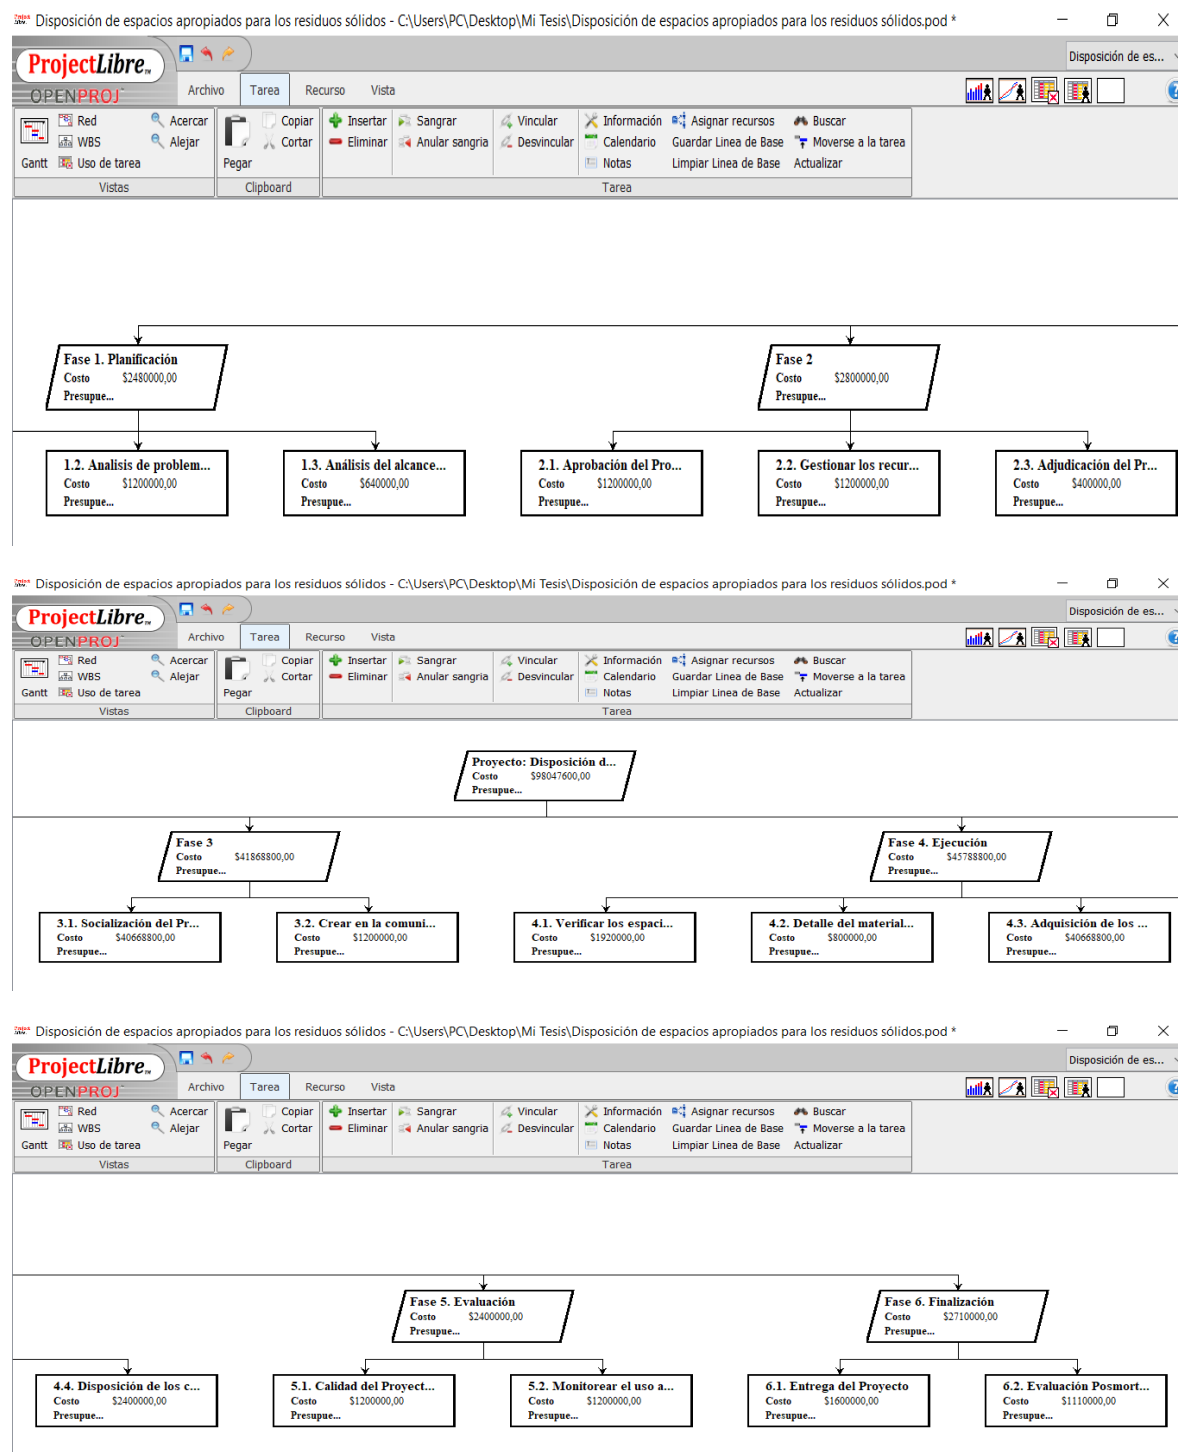 Disposición de espacios apropiados para los residuos sólidos - C:\Users\PC\Desktop\Mi Tesis\Disposición de espacios apropiados para los residuos sólidos.pod *
ProjectLibre™
OPENPROJ
Disposición de es...
Archivo Tarea Recurso Vista
Red Acercar Copiar Insertar Sangrar Vincular Información Asignar recursos Buscar
WBS Alejar Cortar Eliminar Anular sangria Desvincular Calendario Guardar Linea de Base Moverse a la tarea
Gantt Uso de tarea Pegar Notas Limpiar Linea de Base Actualizar
Vistas Clipboard Tarea
Fase 1. Planificación
Costo $2480000,00
Presupue...
Fase 2
Costo $2800000,00
Presupue...
1.2. Analisis de problem...
Costo $1200000,00
Presupue...
1.3. Análisis del alcance...
Costo $640000,00
Presupue...
2.1. Aprobación del Pro...
Costo $1200000,00
Presupue...
2.2. Gestionar los recur...
Costo $1200000,00
Presupue...
2.3. Adjudicación del Pr...
Costo $400000,00
Presupue...
Disposición de espacios apropiados para los residuos sólidos - C:\Users\PC\Desktop\Mi Tesis\Disposición de espacios apropiados para los residuos sólidos.pod *
ProjectLibre™
OPENPROJ
Disposición de es...
Archivo Tarea Recurso Vista
Red Acercar Copiar Insertar Sangrar Vincular Información Asignar recursos Buscar
WBS Alejar Cortar Eliminar Anular sangria Desvincular Calendario Guardar Linea de Base Moverse a la tarea
Gantt Uso de tarea Pegar Notas Limpiar Linea de Base Actualizar
Vistas Clipboard Tarea
Proyecto: Disposición d...
Costo $98047600,00
Presupue...
Fase 3
Costo $41868800,00
Presupue...
Fase 4. Ejecución
Costo $45788800,00
Presupue...
3.1. Socialización del Pr...
Costo $40668800,00
Presupue...
3.2. Crear en la comuni...
Costo $1200000,00
Presupue...
4.1. Verificar los espaci...
Costo $1920000,00
Presupue...
4.2. Detalle del material...
Costo $800000,00
Presupue...
4.3. Adquisición de los ...
Costo $40668800,00
Presupue...
Disposición de espacios apropiados para los residuos sólidos - C:\Users\PC\Desktop\Mi Tesis\Disposición de espacios apropiados para los residuos sólidos.pod *
ProjectLibre™
OPENPROJ
Disposición de es...
Archivo Tarea Recurso Vista
Red Acercar Copiar Insertar Sangrar Vincular Información Asignar recursos Buscar
WBS Alejar Cortar Eliminar Anular sangria Desvincular Calendario Guardar Linea de Base Moverse a la tarea
Gantt Uso de tarea Pegar Notas Limpiar Linea de Base Actualizar
Vistas Clipboard Tarea
Fase 5. Evaluación
Costo $2400000,00
Presupue...
Fase 6. Finalización
Costo $2710000,00
Presupue...
4.4. Disposición de los c...
Costo $2400000,00
Presupue...
5.1. Calidad del Proyect...
Costo $1200000,00
Presupue...
5.2. Monitorear el uso a...
Costo $1200000,00
Presupue...
6.1. Entrega del Proyecto
Costo $1600000,00
Presupue...
6.2. Evaluación Posmort...
Costo $1110000,00
Presupue...